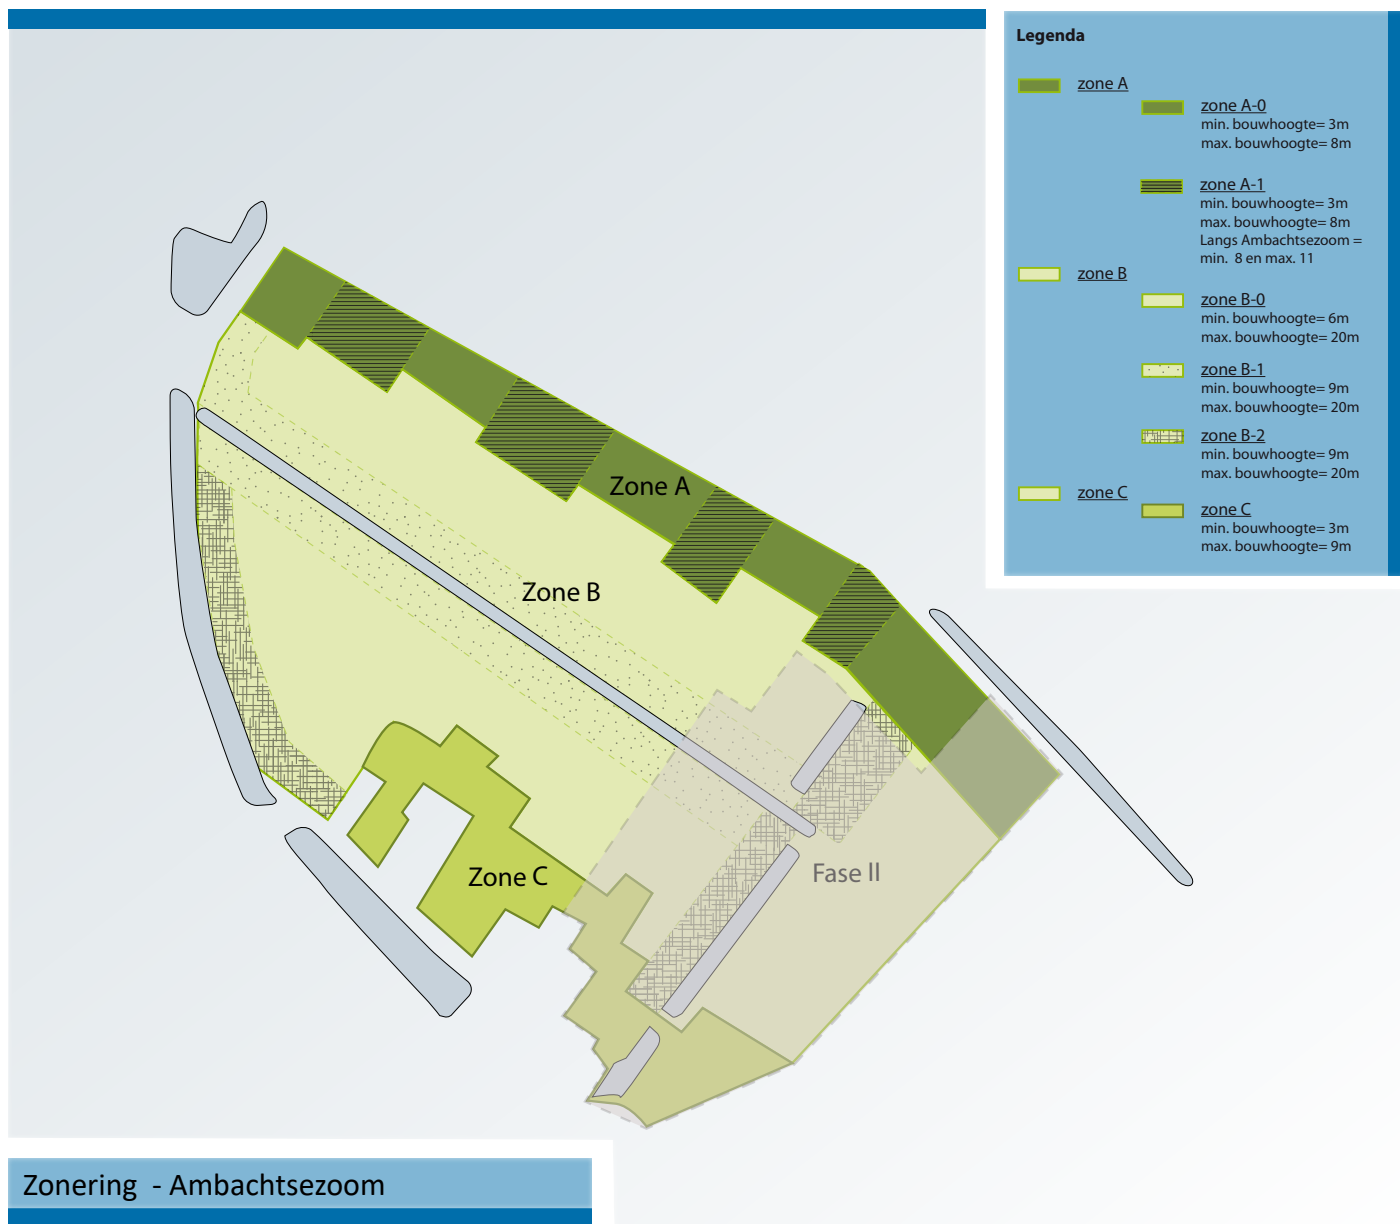 Legenda
zone A
zone A-0
min. bouwhoogte= 3m
max. bouwhoogte= 8m
zone A-1
min. bouwhoogte= 3m
max. bouwhoogte= 8m
Langs Ambachtsezoom =
min.  8 en max. 11
zone B
zone B-0
min. bouwhoogte= 6m
max. bouwhoogte= 20m
zone B-1
min. bouwhoogte= 9m
max. bouwhoogte= 20m
zone B-2
min. bouwhoogte= 9m
max. bouwhoogte= 20m
zone C
zone C
min. bouwhoogte= 3m
max. bouwhoogte= 9m
Zone A
Zone B
Zone C
Fase II
Zonering  - Ambachtsezoom